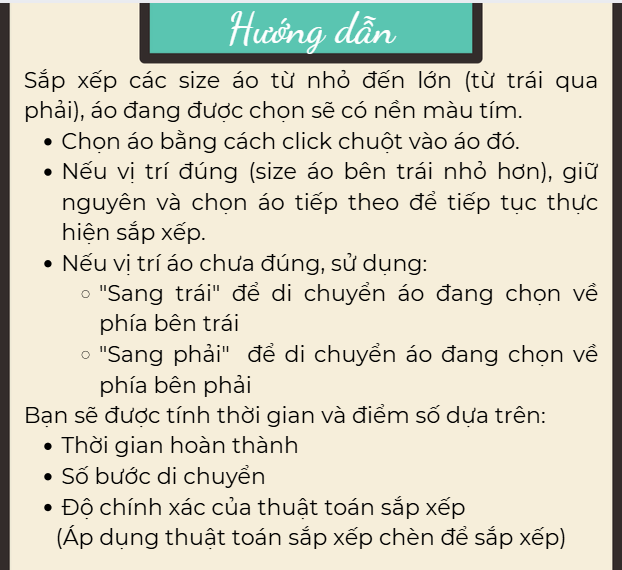 Hướng dẫn
Sắp xếp các size áo từ nhỏ đến lớn (từ trái qua
phải), áo đang được chọn sẽ có nền màu tím.
• Chọn áo bằng cách click chuột vào áo đó.
• Nếu vị trí đúng (size áo bên trái nhỏ hơn), giữ
nguyên và chọn áo tiếp theo để tiếp tục thực
hiện sắp xếp.
• Nếu vị trí áo chưa đúng, sử dụng:
◦ "Sang trái" để di chuyển áo đang chọn về
phía bên trái
◦ "Sang phải" để di chuyển áo đang chọn về
phía bên phải
Bạn sẽ được tính thời gian và điểm số dựa trên:
• Thời gian hoàn thành
• Số bước di chuyển
• Độ chính xác của thuật toán sắp xếp
(Áp dụng thuật toán sắp xếp chèn để sắp xếp)